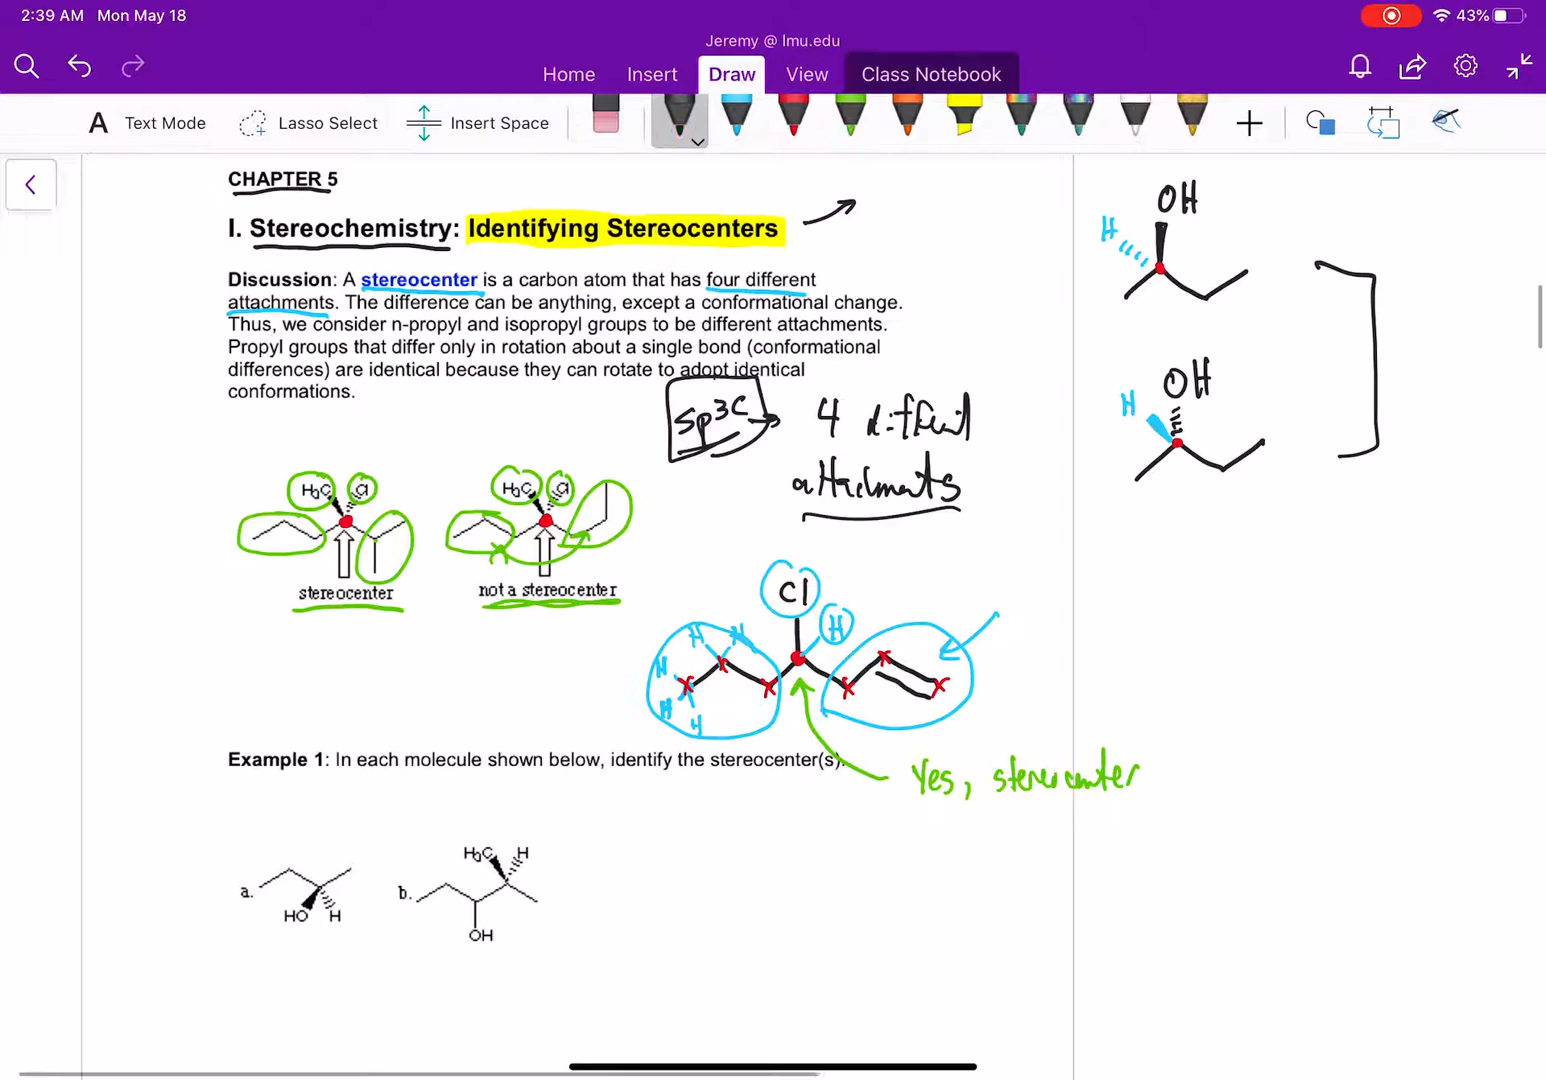 2:39 AM Mon May 18
43%
Jeremy @ lmu.edu
Home Insert Draw View Class Notebook
A Text Mode Lasso Select Insert Space
CHAPTER 5
I. Stereochemistry: Identifying Stereocenters
Discussion: A stereocenter is a carbon atom that has four different
attachments. The difference can be anything, except a conformational change.
Thus, we consider n-propyl and isopropyl groups to be different attachments.
Propyl groups that differ only in rotation about a single bond (conformational
differences) are identical because they can rotate to adopt identical
conformations.
sp3C 4 different
attachments
OH
H
OH
H
H3C Cl
stereocenter
H3C Cl
not a stereocenter
Cl
H
H H
H
H H
Yes, stereocenter
Example 1: In each molecule shown below, identify the stereocenter(s).
a.
HO H
b.
H3C H
OH